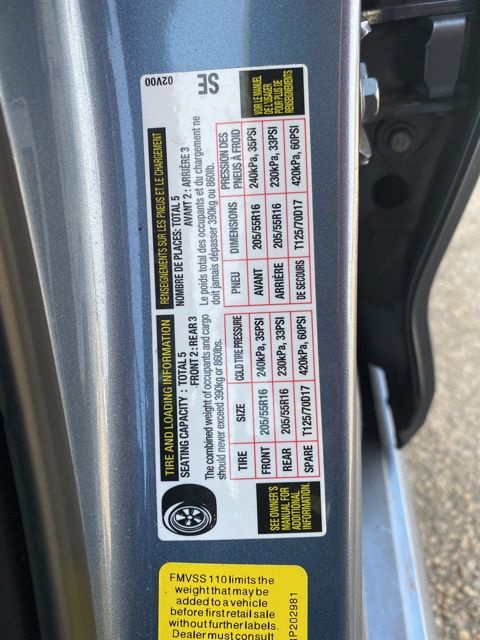 TIRE AND LOADING INFORMATION
SEATING CAPACITY : TOTAL 5
FRONT 2 : REAR 3
The combined weight of occupants and cargo
should never exceed 390kg or 860lb.
TIRE SIZE COLD TIRE PRESSURE
FRONT 205/55R16 240kPa, 35PSI
REAR 205/55R16 230kPa, 33PSI
SPARE T125/70D17 420kPa, 60PSI
SEE OWNER'S
MANUAL FOR
ADDITIONAL
INFORMATION.
RENSEIGNEMENTS SUR LES PNEUS ET LE CHARGEMENT
NOMBRE DE PLACES: TOTAL 5
AVANT 2 : ARRIÈRE 3
Le poids total des occupants et du chargement ne
doit jamais dépasser 390kg ou 860lb.
PNEU DIMENSIONS PRESSION DES
PNEUS À FROID
AVANT 205/55R16 240kPa, 35PSI
ARRIÈRE 205/55R16 230kPa, 33PSI
DE SECOURS T125/70D17 420kPa, 60PSI
VOIR LE MANUEL
DE L'USAGER
POUR PLUS DE
RENSEIGNEMENTS
02V00
SE
FMVSS 110 limits the
weight that may be
added to a vehicle
before first retail sale
without further labels.
Dealer must consult
P202981